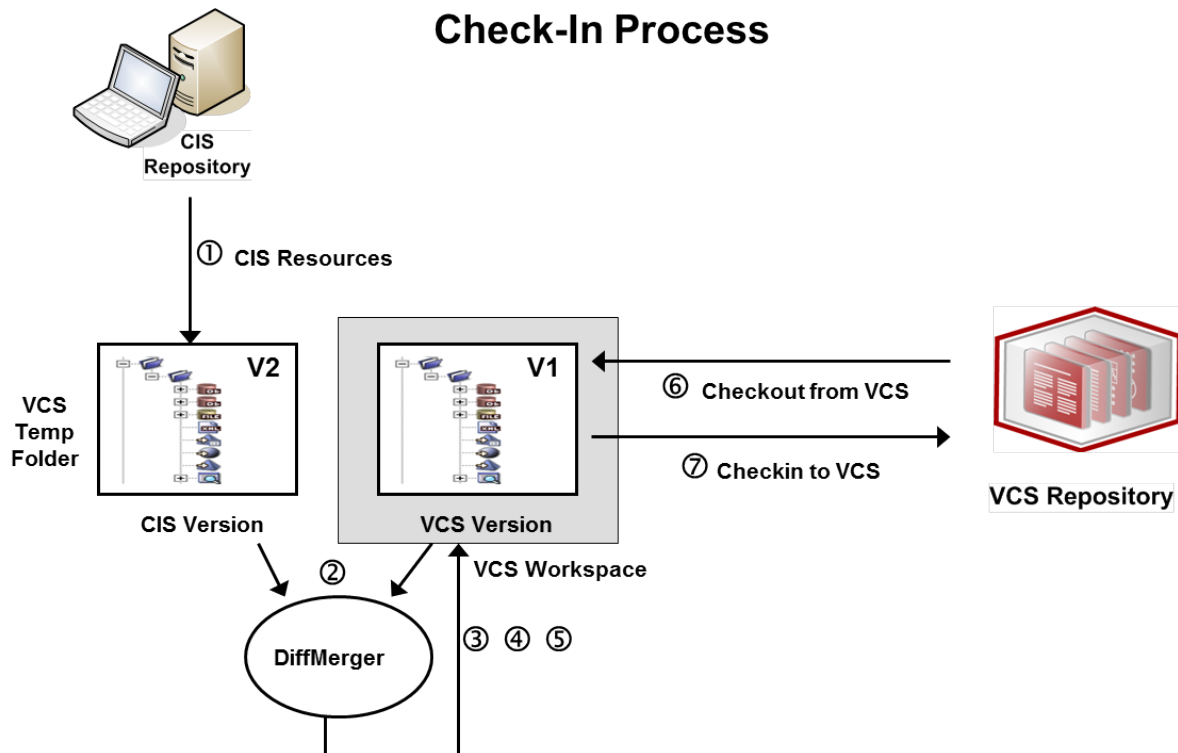 Check-In Process
CIS
Repository
① CIS Resources
V2
V1
VCS
Temp
Folder
⑥ Checkout from VCS
⑦ Checkin to VCS
VCS Repository
CIS Version
VCS Version
②
VCS Workspace
③ ④ ⑤
DiffMerger